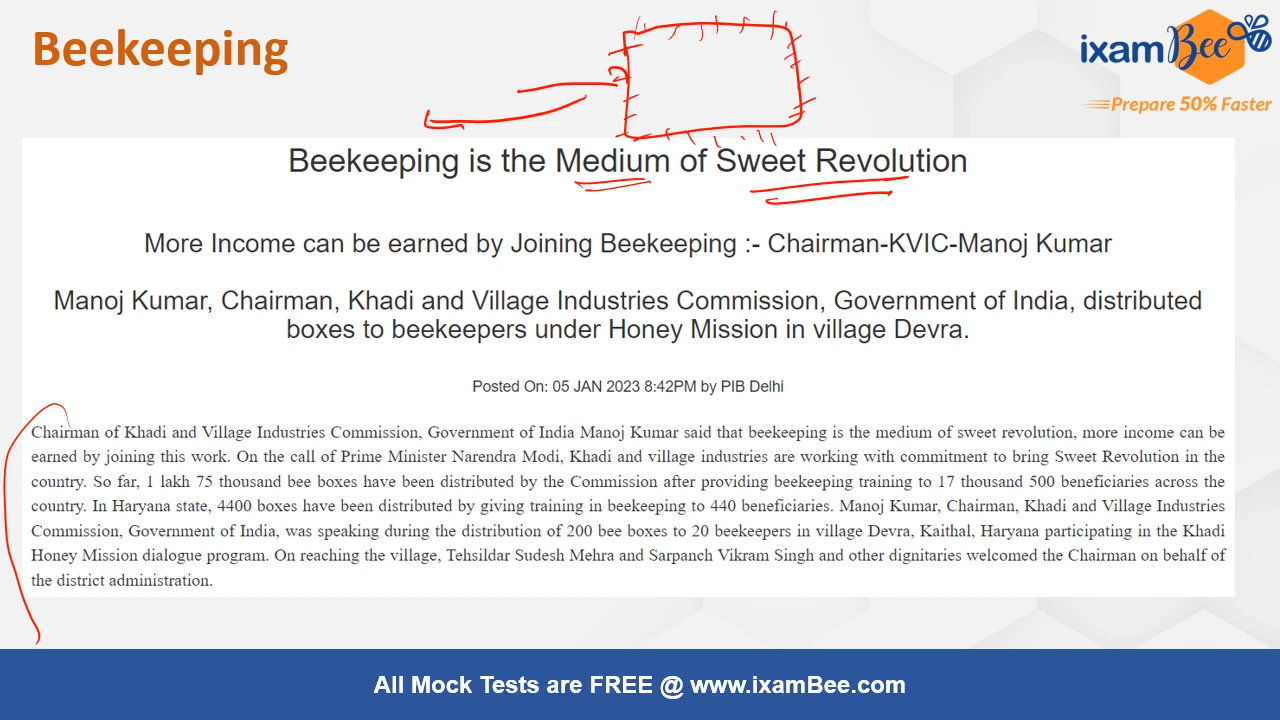 Beekeeping
ixamBee
Prepare 50% Faster
Beekeeping is the Medium of Sweet Revolution
More Income can be earned by Joining Beekeeping :- Chairman-KVIC-Manoj Kumar
Manoj Kumar, Chairman, Khadi and Village Industries Commission, Government of India, distributed
boxes to beekeepers under Honey Mission in village Devra.
Posted On: 05 JAN 2023 8:42PM by PIB Delhi
Chairman of Khadi and Village Industries Commission, Government of India Manoj Kumar said that beekeeping is the medium of sweet revolution, more income can be
earned by joining this work. On the call of Prime Minister Narendra Modi, Khadi and village industries are working with commitment to bring Sweet Revolution in the
country. So far, 1 lakh 75 thousand bee boxes have been distributed by the Commission after providing beekeeping training to 17 thousand 500 beneficiaries across the
country. In Haryana state, 4400 boxes have been distributed by giving training in beekeeping to 440 beneficiaries. Manoj Kumar, Chairman, Khadi and Village Industries
Commission, Government of India, was speaking during the distribution of 200 bee boxes to 20 beekeepers in village Devra, Kaithal, Haryana participating in the Khadi
Honey Mission dialogue program. On reaching the village, Tehsildar Sudesh Mehra and Sarpanch Vikram Singh and other dignitaries welcomed the Chairman on behalf of
the district administration.
All Mock Tests are FREE @ www.ixamBee.com